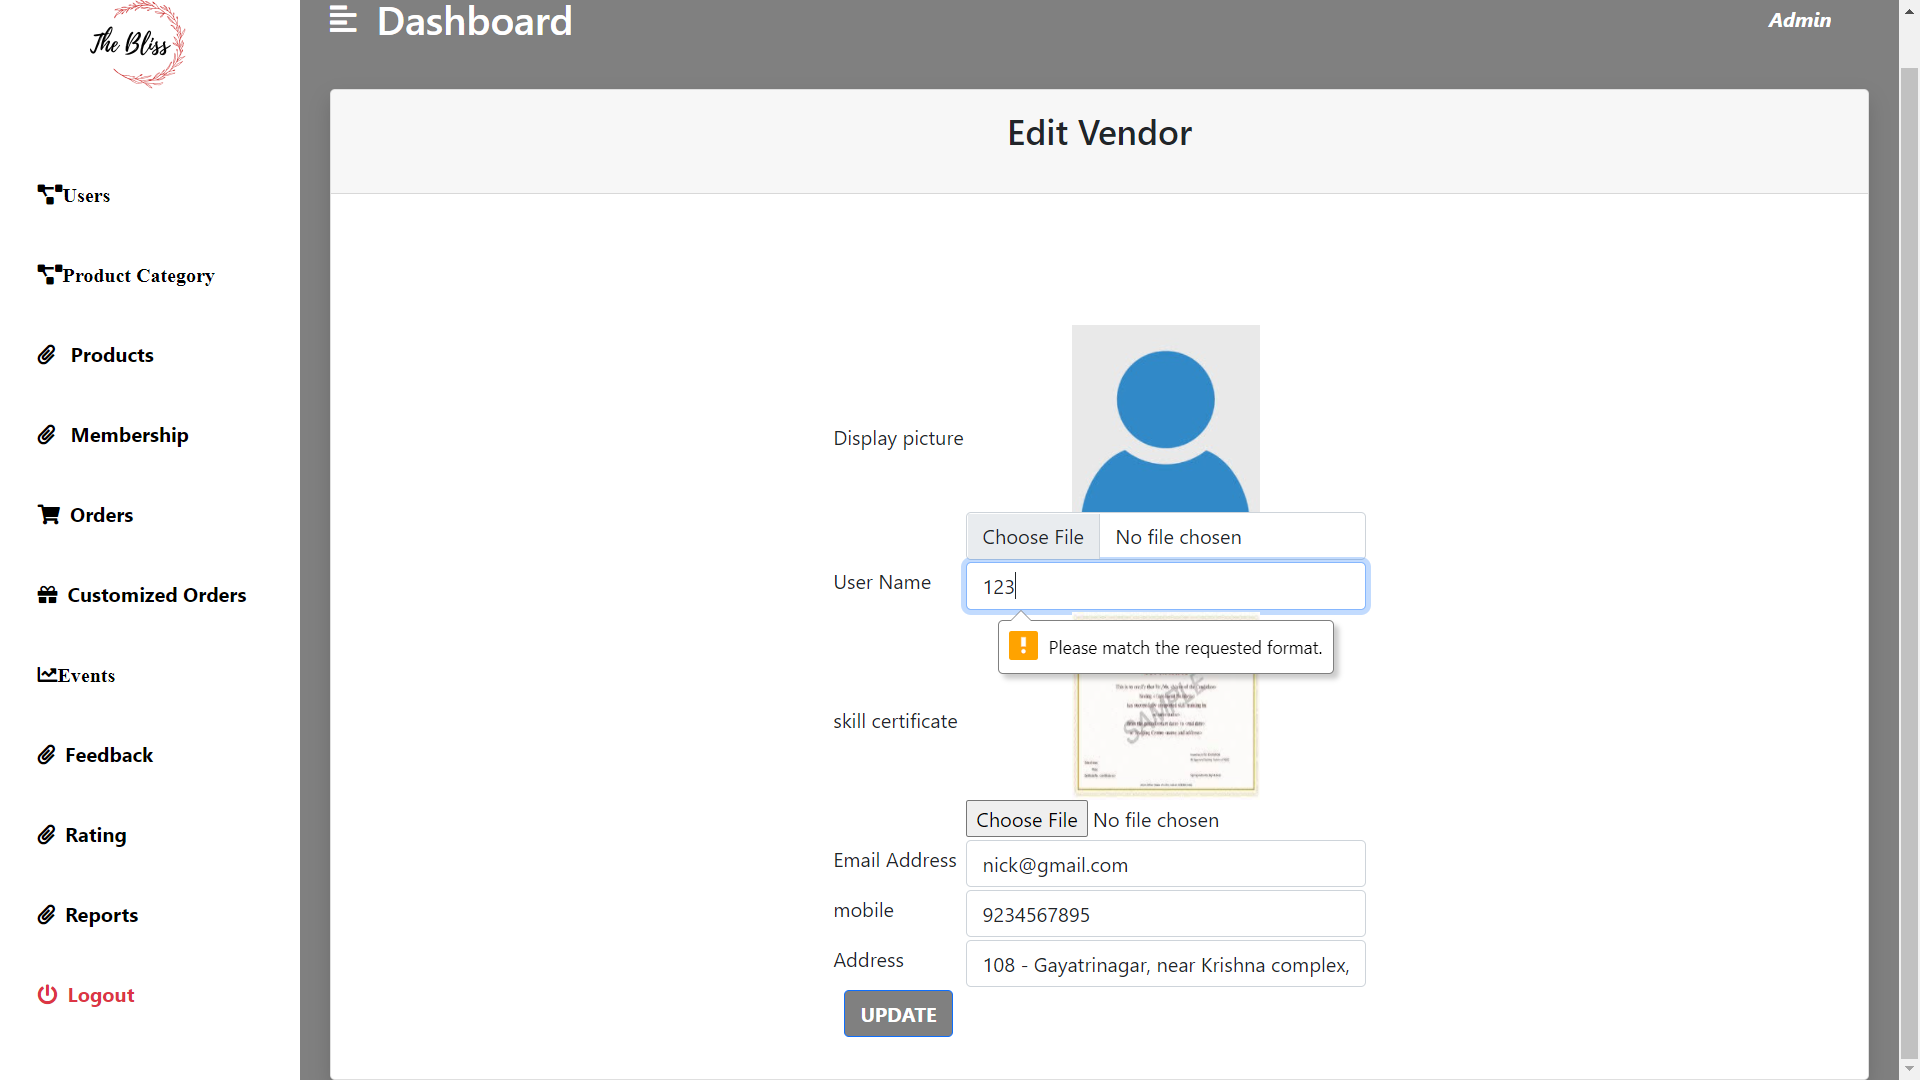 The Bliss
Dashboard
Admin
Users
Product Category
Products
Membership
Orders
Customized Orders
Events
Feedback
Rating
Reports
Logout
Edit Vendor
Display picture
Choose File No file chosen
User Name 123
Please match the requested format.
skill certificate
SAMPLE
Choose File No file chosen
Email Address nick@gmail.com
mobile 9234567895
Address 108 - Gayatrinagar, near Krishna complex,
UPDATE